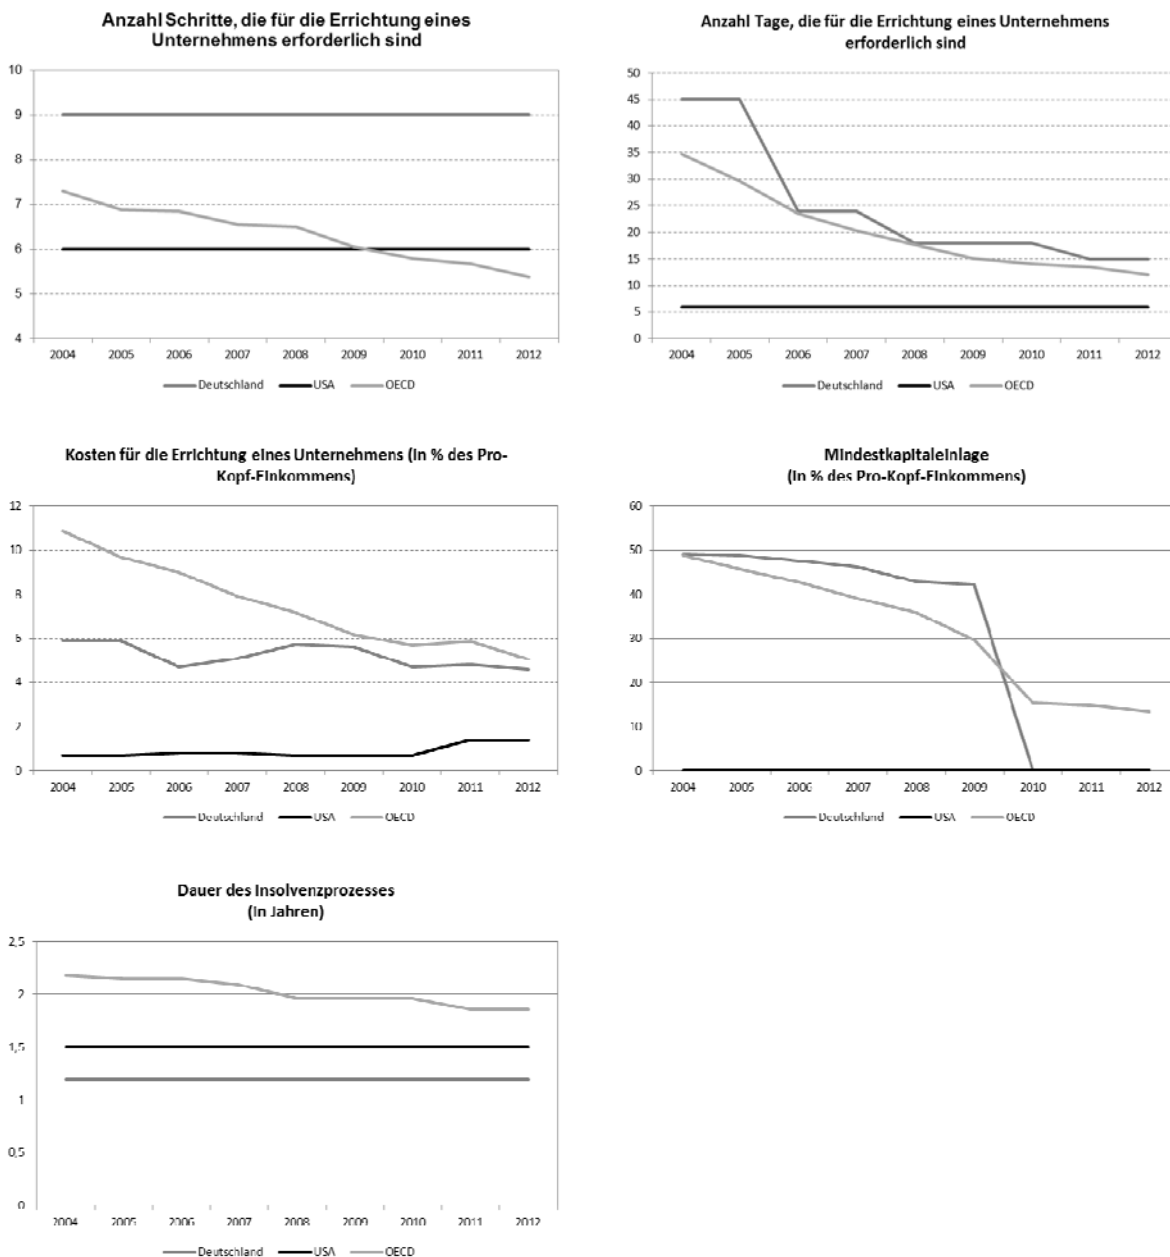 Anzahl Schritte, die für die Errichtung eines
Unternehmens erforderlich sind
10
9
8
7
6
5
4
2004 2005 2006 2007 2008 2009 2010 2011 2012
Deutschland USA OECD
Anzahl Tage, die für die Errichtung eines Unternehmens
erforderlich sind
50
45
40
35
30
25
20
15
10
5
0
2004 2005 2006 2007 2008 2009 2010 2011 2012
Deutschland USA OECD
Kosten für die Errichtung eines Unternehmens (in % des Pro-
Kopf-Einkommens)
12
10
8
6
4
2
0
2004 2005 2006 2007 2008 2009 2010 2011 2012
Deutschland USA OECD
Mindestkapitaleinlage
(in % des Pro-Kopf-Einkommens)
60
50
40
30
20
10
0
2004 2005 2006 2007 2008 2009 2010 2011 2012
Deutschland USA OECD
Dauer des Insolvenzprozesses
(in Jahren)
2,5
2
1,5
1
0,5
0
2004 2005 2006 2007 2008 2009 2010 2011 2012
Deutschland USA OECD